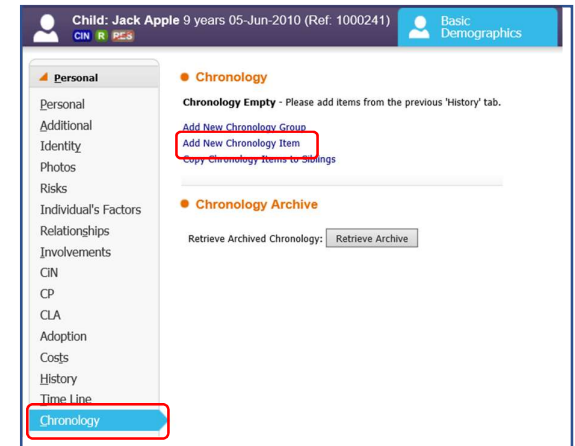 Child: Jack Apple 9 years 05-Jun-2010 (Ref: 1000241)
CIN R PES
Basic
Demographics
Personal
Personal
Additional
Identity
Photos
Risks
Individual's Factors
Relationships
Involvements
CiN
CP
CLA
Adoption
Costs
History
Time Line
Chronology
Chronology
Chronology Empty - Please add items from the previous 'History' tab.
Add New Chronology Group
Add New Chronology Item
Copy Chronology Items to Siblings
Chronology Archive
Retrieve Archived Chronology: Retrieve Archive